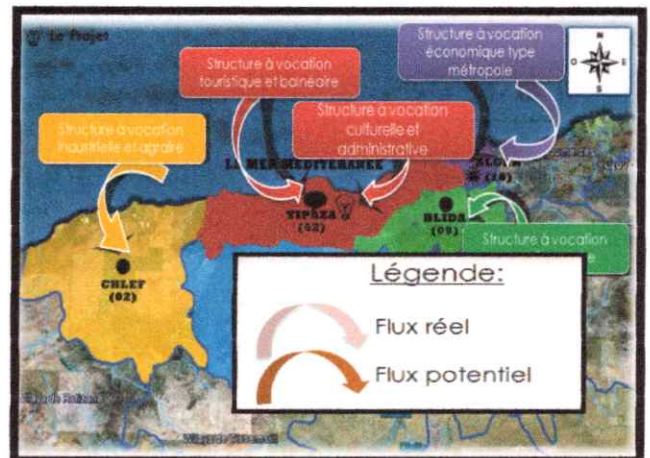 Le Projet
Structure à vocation
économique type
métropole
N
O E
S
Structure à vocation
touristique et balnéaire
Structure à vocation
culturelle et
administrative
Structure à vocation
industrielle et agraire
LA MER MEDITERANEE
ALGER
(16)
TIPAZA
(42)
BLIDA
(09)
Structure à vocation
CHLEF
(02)
Légende:
Flux réel
Flux potentiel